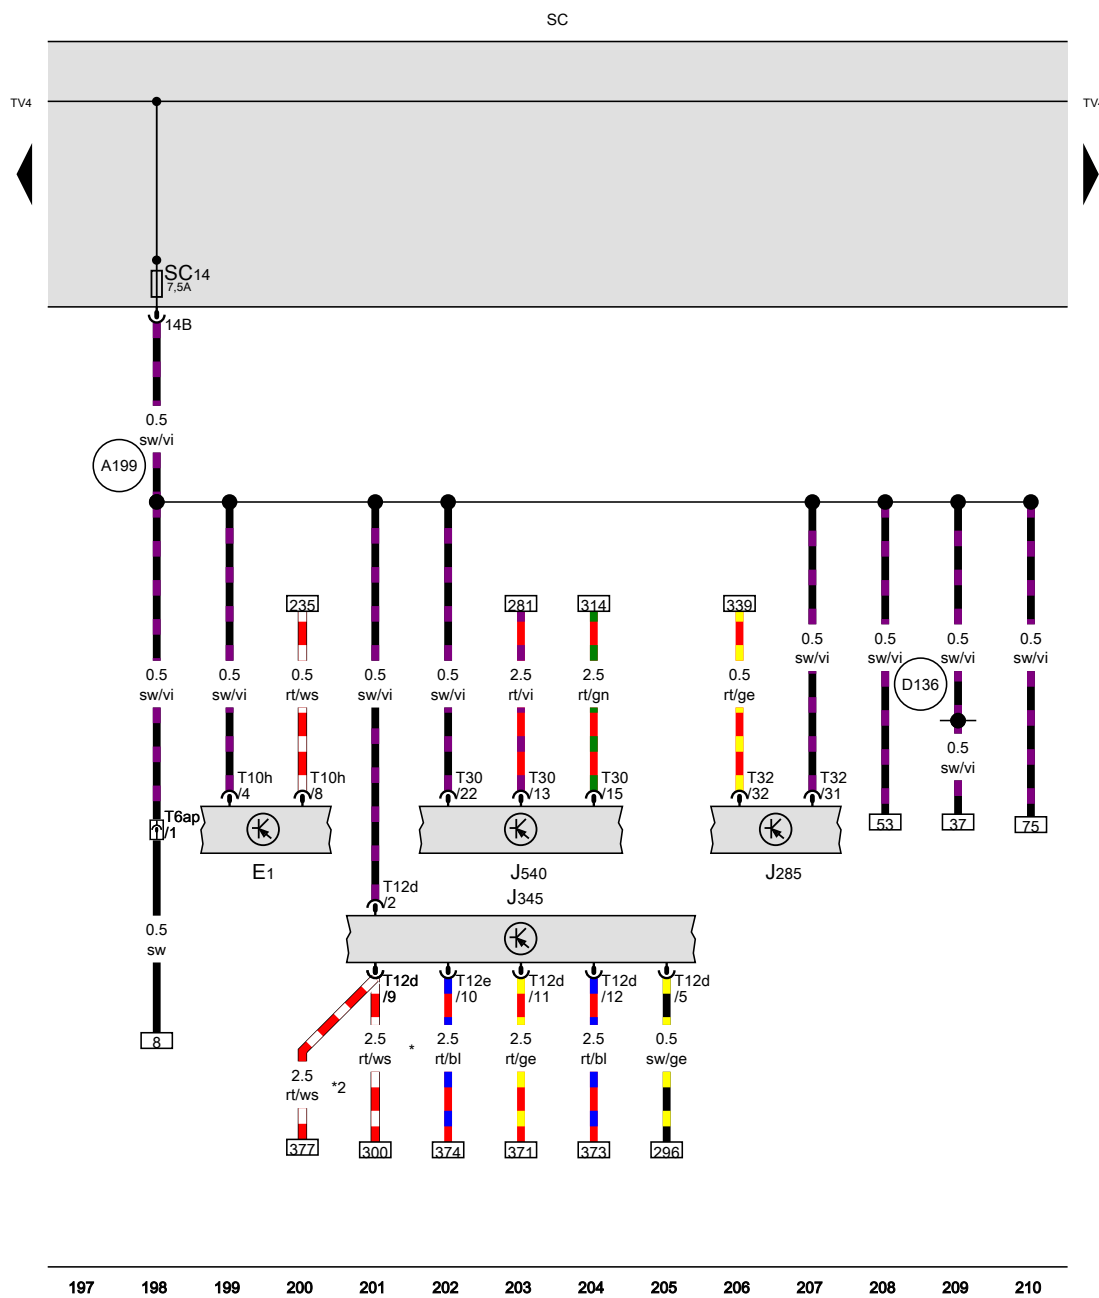 SC
TV4
TV4
SC14
7,5A
14B
0.5
sw/vi
A199
235
281
314
339
0.5 0.5 0.5 0.5
sw/vi sw/vi sw/vi sw/vi
0.5 0.5 0.5 0.5 0.5 2.5 2.5 0.5
sw/vi sw/vi rt/ws sw/vi sw/vi rt/vi rt/gn rt/ge
D136
0.5
sw/vi
T10h
/4
T10h
/8
T30
/22
T30
/13
T30
/15
T32
/32
T32
/31
T6ap
/1
53
37
75
E1
J540
J285
T12d
/2
J345
0.5
sw
T12d
/9
T12e
/10
T12d
/11
T12d
/12
T12d
/5
8
2.5
rt/ws
*
2.5
rt/bl
2.5
rt/ge
2.5
rt/bl
0.5
sw/ge
2.5
rt/ws
*2
377
300
374
371
373
296
197 198 199 200 201 202 203 204 205 206 207 208 209 210